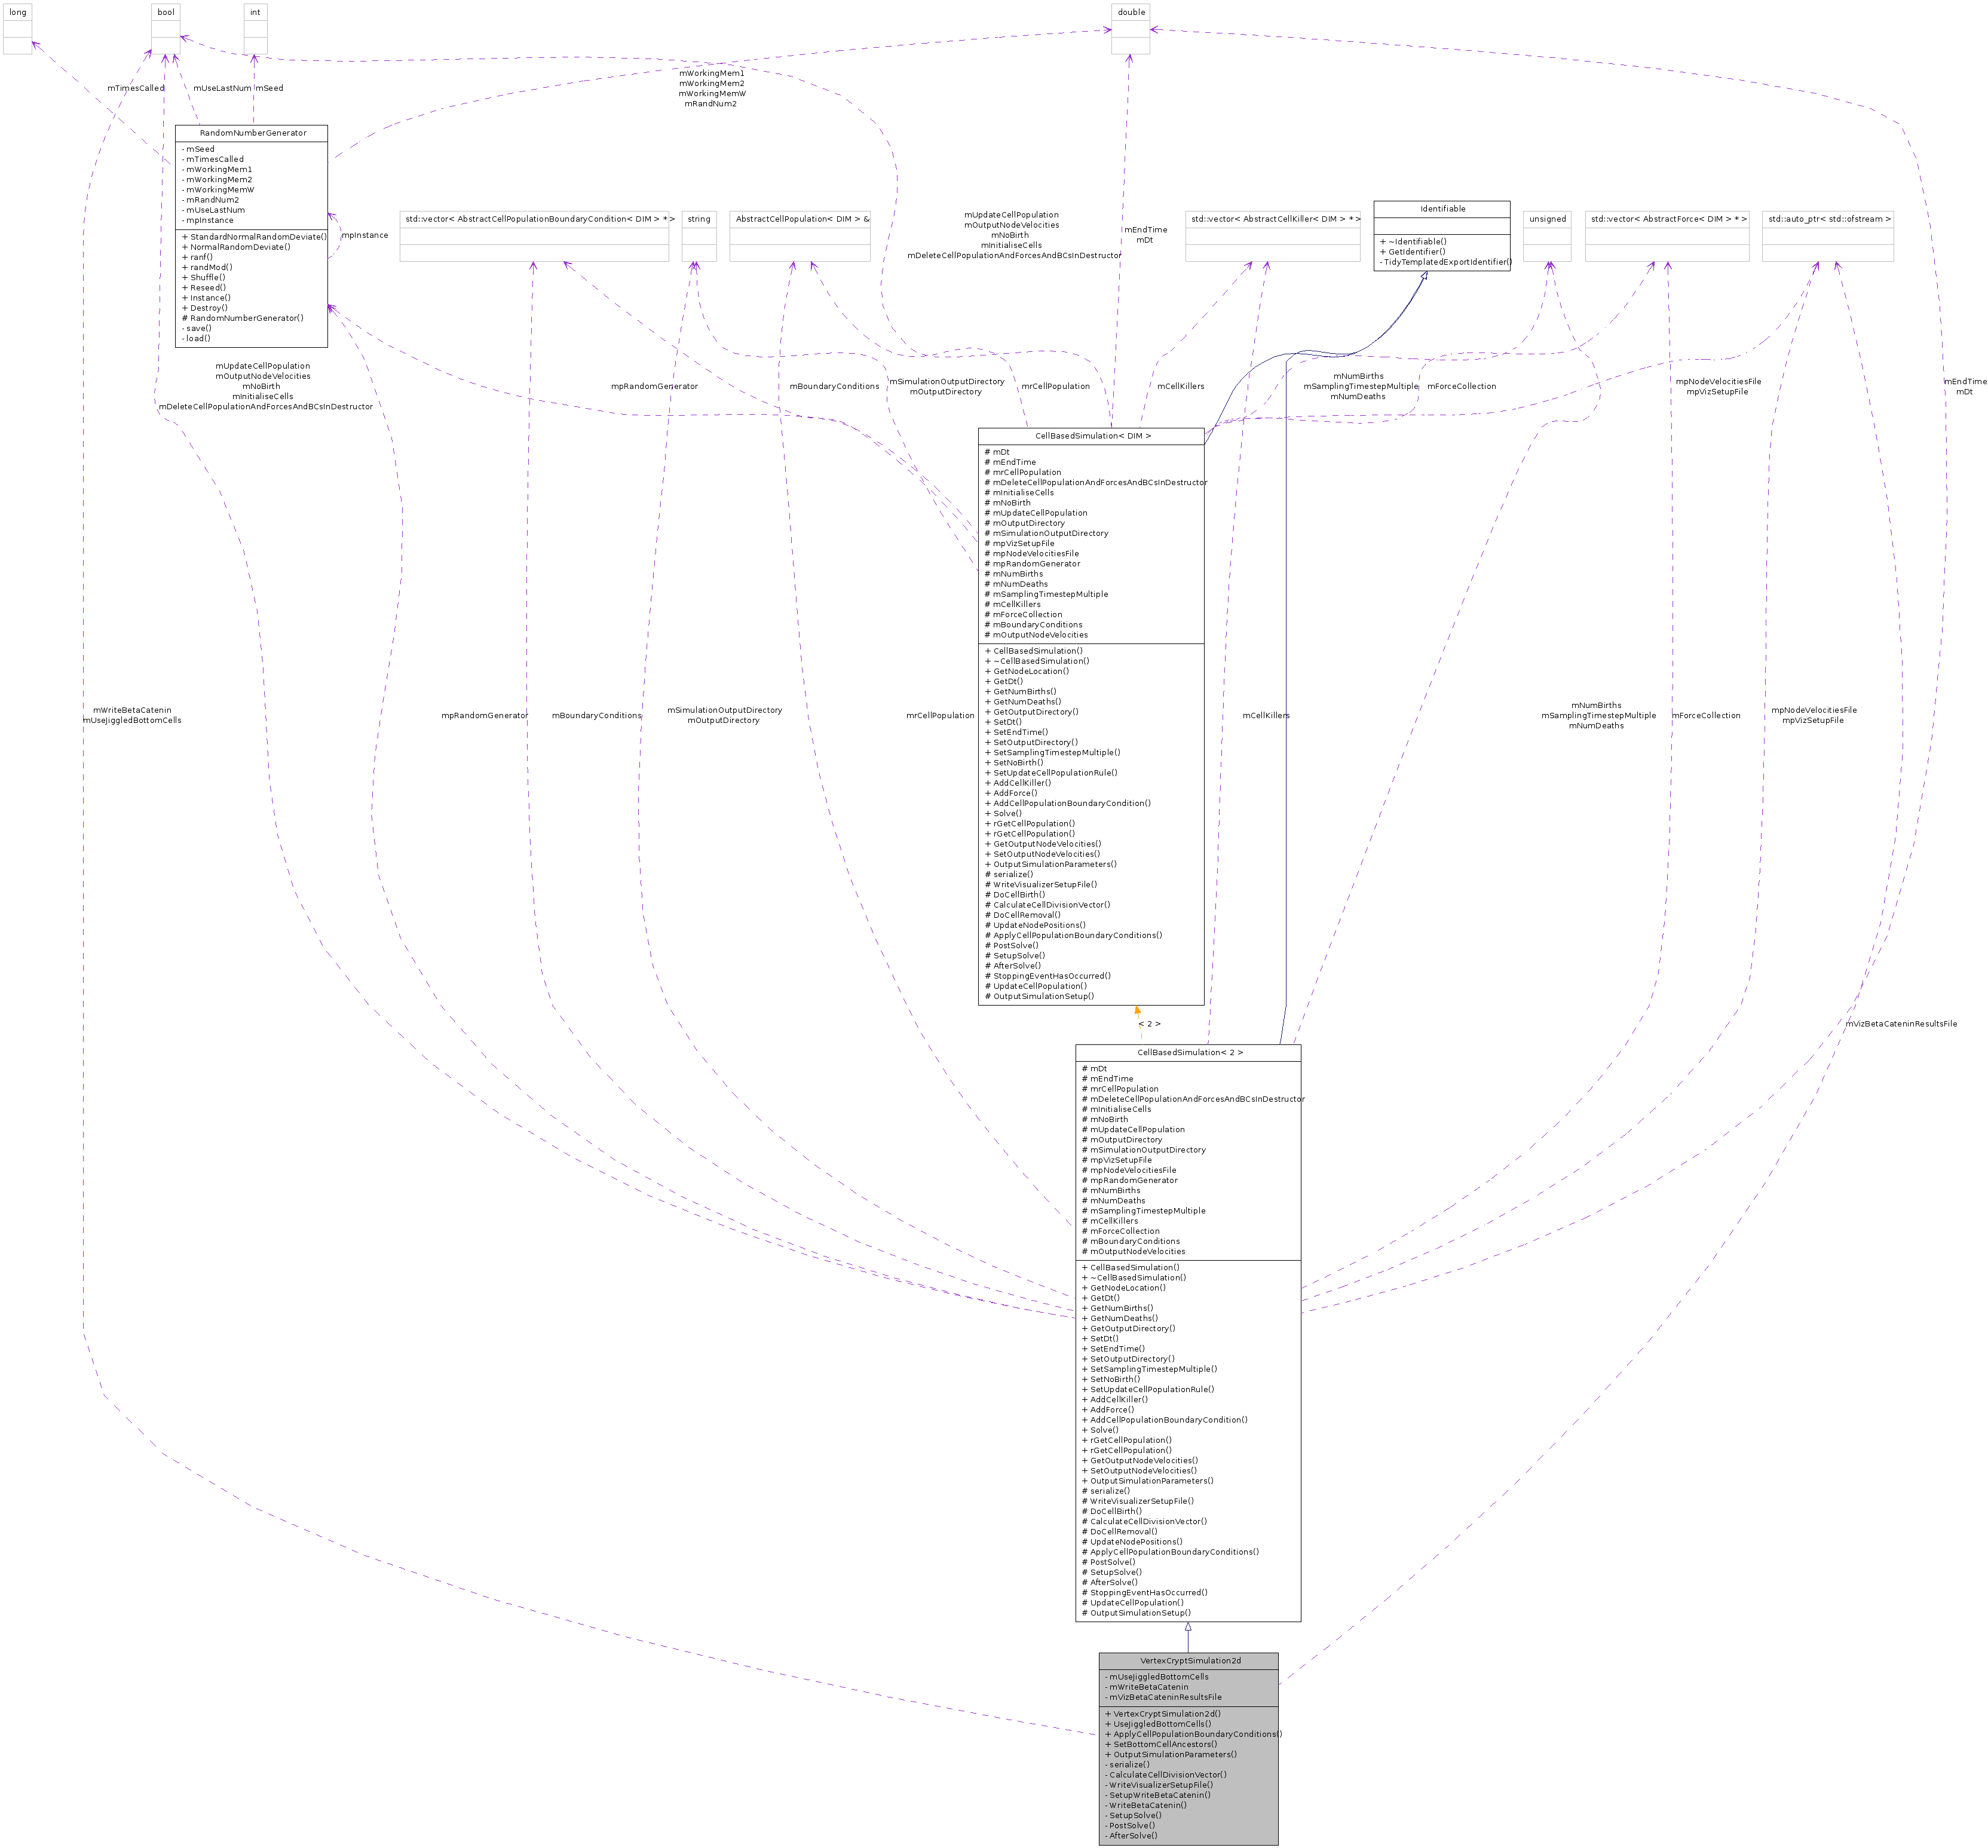 long
bool
int
double
mWorkingMem1
mWorkingMem2
mWorkingMemW
mRandNum2
mTimesCalled
mUseLastNum
mSeed
RandomNumberGenerator
- mSeed
- mTimesCalled
- mWorkingMem1
- mWorkingMem2
- mWorkingMemW
- mRandNum2
- mUseLastNum
- mpInstance
+ StandardNormalRandomDeviate()
+ NormalRandomDeviate()
+ ranf()
+ randMod()
+ Shuffle()
+ Reseed()
+ Instance()
+ Destroy()
# RandomNumberGenerator()
- save()
- load()
mpInstance
std::vector< AbstractCellPopulationBoundaryCondition< DIM > * >
string
AbstractCellPopulation< DIM > &
mUpdateCellPopulation
mOutputNodeVelocities
mNoBirth
mInitialiseCells
mDeleteCellPopulationAndForcesAndBCsInDestructor
mEndTime
mDt
std::vector< AbstractCellKiller< DIM > * >
Identifiable
+ ~Identifiable()
+ GetIdentifier()
- TidyTemplatedExportIdentifier()
unsigned
std::vector< AbstractForce< DIM > * >
std::auto_ptr< std::ofstream >
mUpdateCellPopulation
mOutputNodeVelocities
mNoBirth
mInitialiseCells
mDeleteCellPopulationAndForcesAndBCsInDestructor
mpRandomGenerator
mBoundaryConditions
mSimulationOutputDirectory
mOutputDirectory
mrCellPopulation
mCellKillers
mNumBirths
mSamplingTimestepMultiple
mNumDeaths
mForceCollection
mpNodeVelocitiesFile
mpVizSetupFile
mEndTime
mDt
CellBasedSimulation< DIM >
# mDt
# mEndTime
# mrCellPopulation
# mDeleteCellPopulationAndForcesAndBCsInDestructor
# mInitialiseCells
# mNoBirth
# mUpdateCellPopulation
# mOutputDirectory
# mSimulationOutputDirectory
# mpVizSetupFile
# mpNodeVelocitiesFile
# mpRandomGenerator
# mNumBirths
# mNumDeaths
# mSamplingTimestepMultiple
# mCellKillers
# mForceCollection
# mBoundaryConditions
# mOutputNodeVelocities
+ CellBasedSimulation()
+ ~CellBasedSimulation()
+ GetNodeLocation()
+ GetDt()
+ GetNumBirths()
+ GetNumDeaths()
+ GetOutputDirectory()
+ SetDt()
+ SetEndTime()
+ SetOutputDirectory()
+ SetSamplingTimestepMultiple()
+ SetNoBirth()
+ SetUpdateCellPopulationRule()
+ AddCellKiller()
+ AddForce()
+ AddCellPopulationBoundaryCondition()
+ Solve()
+ rGetCellPopulation()
+ rGetCellPopulation()
+ GetOutputNodeVelocities()
+ SetOutputNodeVelocities()
+ OutputSimulationParameters()
# serialize()
# WriteVisualizerSetupFile()
# DoCellBirth()
# CalculateCellDivisionVector()
# DoCellRemoval()
# UpdateNodePositions()
# ApplyCellPopulationBoundaryConditions()
# PostSolve()
# SetupSolve()
# AfterSolve()
# StoppingEventHasOccurred()
# UpdateCellPopulation()
# OutputSimulationSetup()
mWriteBetaCatenin
mUseJiggledBottomCells
mpRandomGenerator
mBoundaryConditions
mSimulationOutputDirectory
mOutputDirectory
mrCellPopulation
mCellKillers
mNumBirths
mSamplingTimestepMultiple
mNumDeaths
mForceCollection
mpNodeVelocitiesFile
mpVizSetupFile
< 2 >
mVizBetaCateninResultsFile
CellBasedSimulation< 2 >
# mDt
# mEndTime
# mrCellPopulation
# mDeleteCellPopulationAndForcesAndBCsInDestructor
# mInitialiseCells
# mNoBirth
# mUpdateCellPopulation
# mOutputDirectory
# mSimulationOutputDirectory
# mpVizSetupFile
# mpNodeVelocitiesFile
# mpRandomGenerator
# mNumBirths
# mNumDeaths
# mSamplingTimestepMultiple
# mCellKillers
# mForceCollection
# mBoundaryConditions
# mOutputNodeVelocities
+ CellBasedSimulation()
+ ~CellBasedSimulation()
+ GetNodeLocation()
+ GetDt()
+ GetNumBirths()
+ GetNumDeaths()
+ GetOutputDirectory()
+ SetDt()
+ SetEndTime()
+ SetOutputDirectory()
+ SetSamplingTimestepMultiple()
+ SetNoBirth()
+ SetUpdateCellPopulationRule()
+ AddCellKiller()
+ AddForce()
+ AddCellPopulationBoundaryCondition()
+ Solve()
+ rGetCellPopulation()
+ rGetCellPopulation()
+ GetOutputNodeVelocities()
+ SetOutputNodeVelocities()
+ OutputSimulationParameters()
# serialize()
# WriteVisualizerSetupFile()
# DoCellBirth()
# CalculateCellDivisionVector()
# DoCellRemoval()
# UpdateNodePositions()
# ApplyCellPopulationBoundaryConditions()
# PostSolve()
# SetupSolve()
# AfterSolve()
# StoppingEventHasOccurred()
# UpdateCellPopulation()
# OutputSimulationSetup()
VertexCryptSimulation2d
- mUseJiggledBottomCells
- mWriteBetaCatenin
- mVizBetaCateninResultsFile
+ VertexCryptSimulation2d()
+ UseJiggledBottomCells()
+ ApplyCellPopulationBoundaryConditions()
+ SetBottomCellAncestors()
+ OutputSimulationParameters()
- serialize()
- CalculateCellDivisionVector()
- WriteVisualizerSetupFile()
- SetupWriteBetaCatenin()
- WriteBetaCatenin()
- SetupSolve()
- PostSolve()
- AfterSolve()